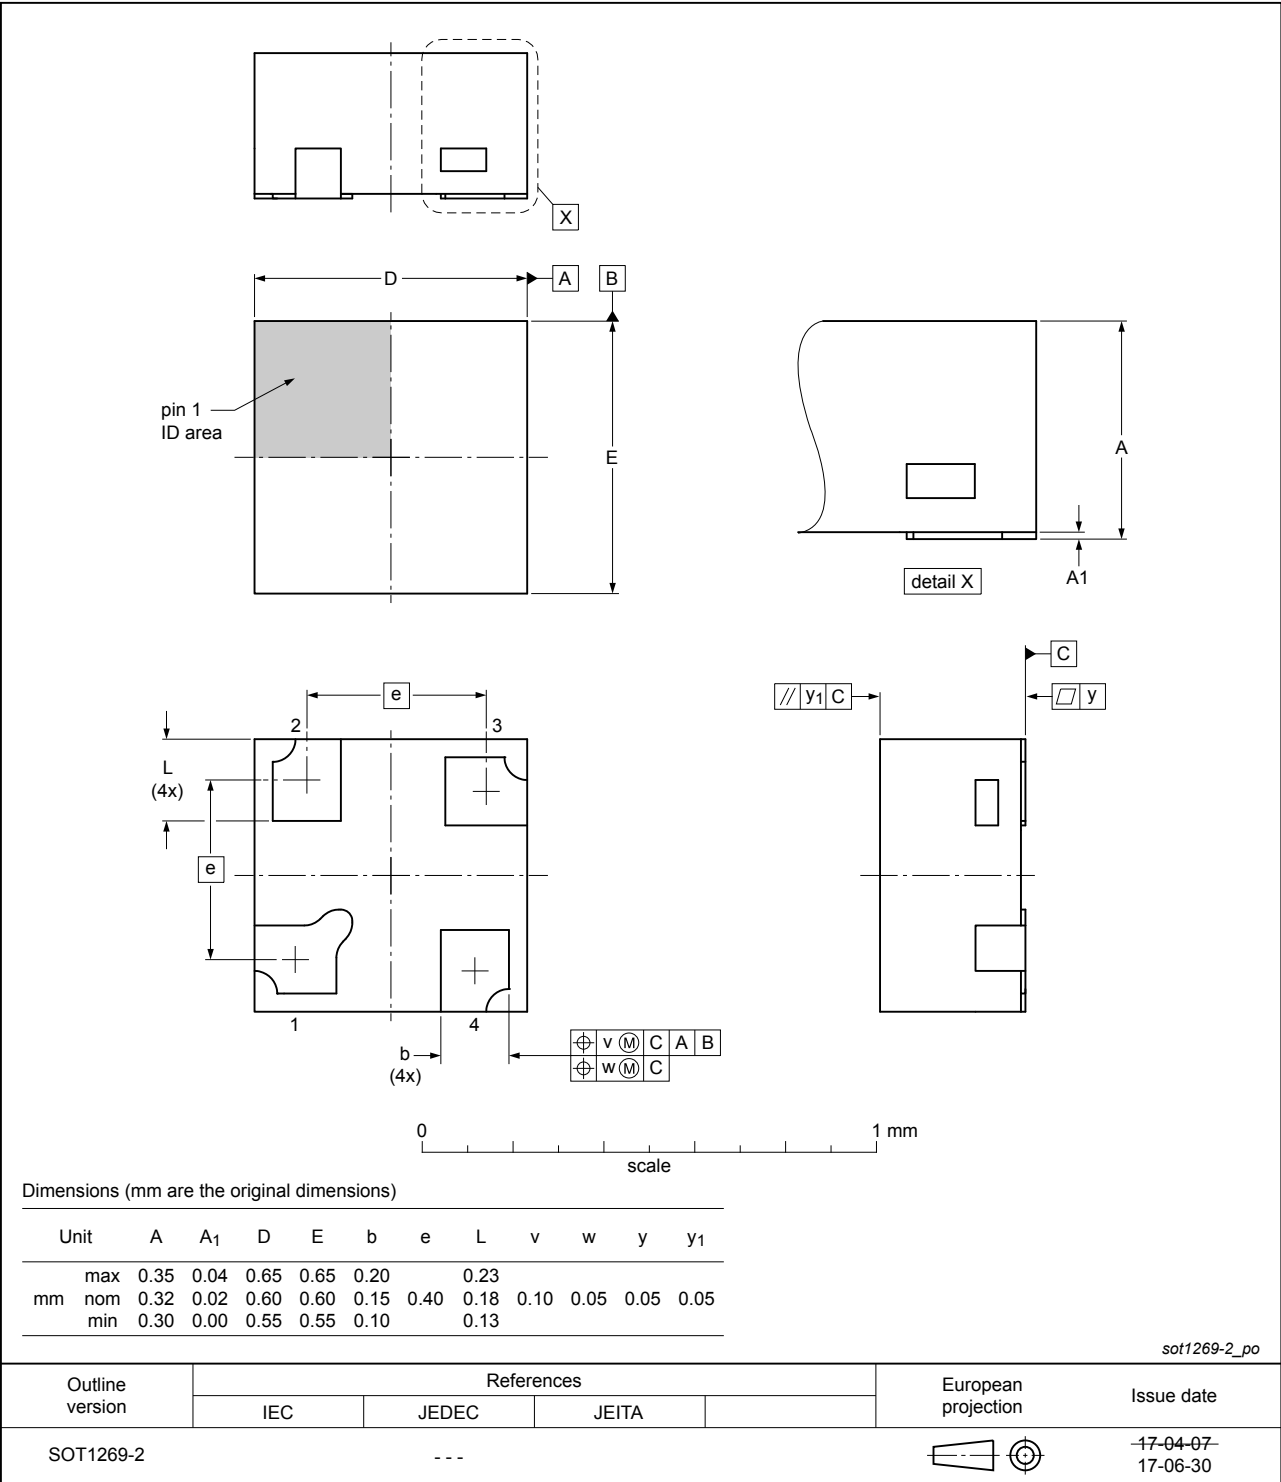 X
D
A
B
pin 1
ID area
E
A
detail X
A1
C
// y1 C
y
e
2
3
L
(4x)
e
1
4
b
(4x)
v M C A B
w M C
0
1 mm
scale
Dimensions (mm are the original dimensions)
Unit A A1 D E b e L v w y y1
max 0.35 0.04 0.65 0.65 0.20 0.23
mm nom 0.32 0.02 0.60 0.60 0.15 0.40 0.18 0.10 0.05 0.05 0.05
min 0.30 0.00 0.55 0.55 0.10 0.13
sot1269-2_po
Outline
version
References
European
projection
Issue date
IEC JEDEC JEITA
SOT1269-2
- - -
17-04-07
17-06-30